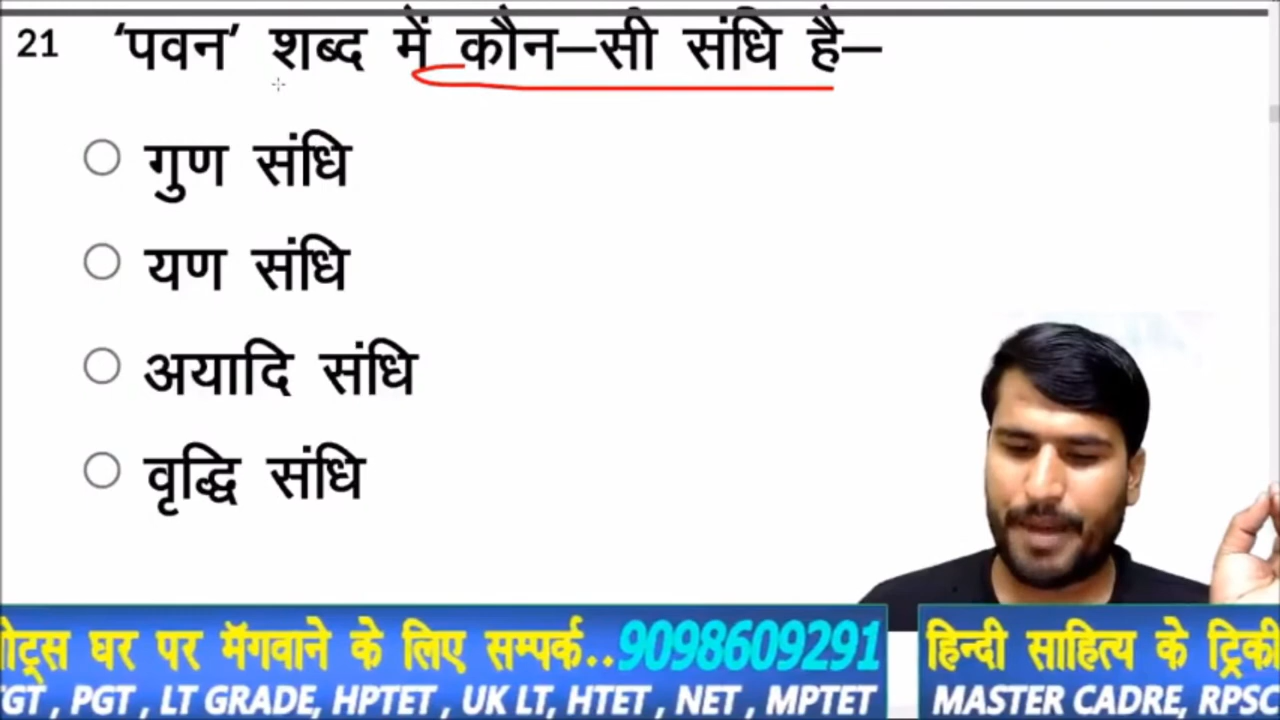 21 ‘पवन’ शब्द में कौन–सी संधि है–
गुण संधि
यण संधि
अयादि संधि
वृद्धि संधि
ोट्स घर पर मॅगवाने के लिए सम्पर्क..9098609291
हिन्दी साहित्य के ट्रिकी
TGT , PGT , LT GRADE, HPTET , UK LT, HTET , NET , MPTET
MASTER CADRE, RPSC